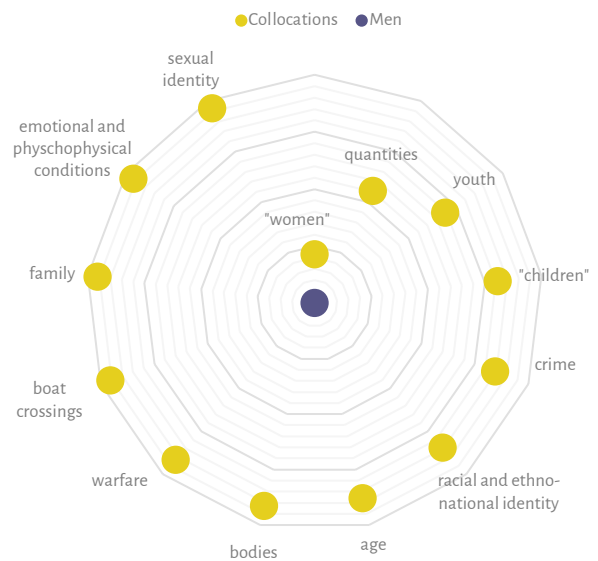 Collocations Men
sexual
identity
emotional and
physchophysical
conditions
quantities
youth
"women"
family
"children"
crime
boat
crossings
warfare
racial and ethno-
national identity
age
bodies